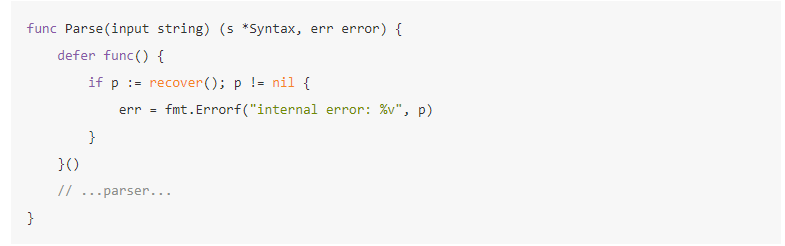 func Parse(input string) (s *Syntax, err error) {
    defer func() {
        if p := recover(); p != nil {
            err = fmt.Errorf("internal error: %v", p)
        }
    }()
    // ...parser...
}